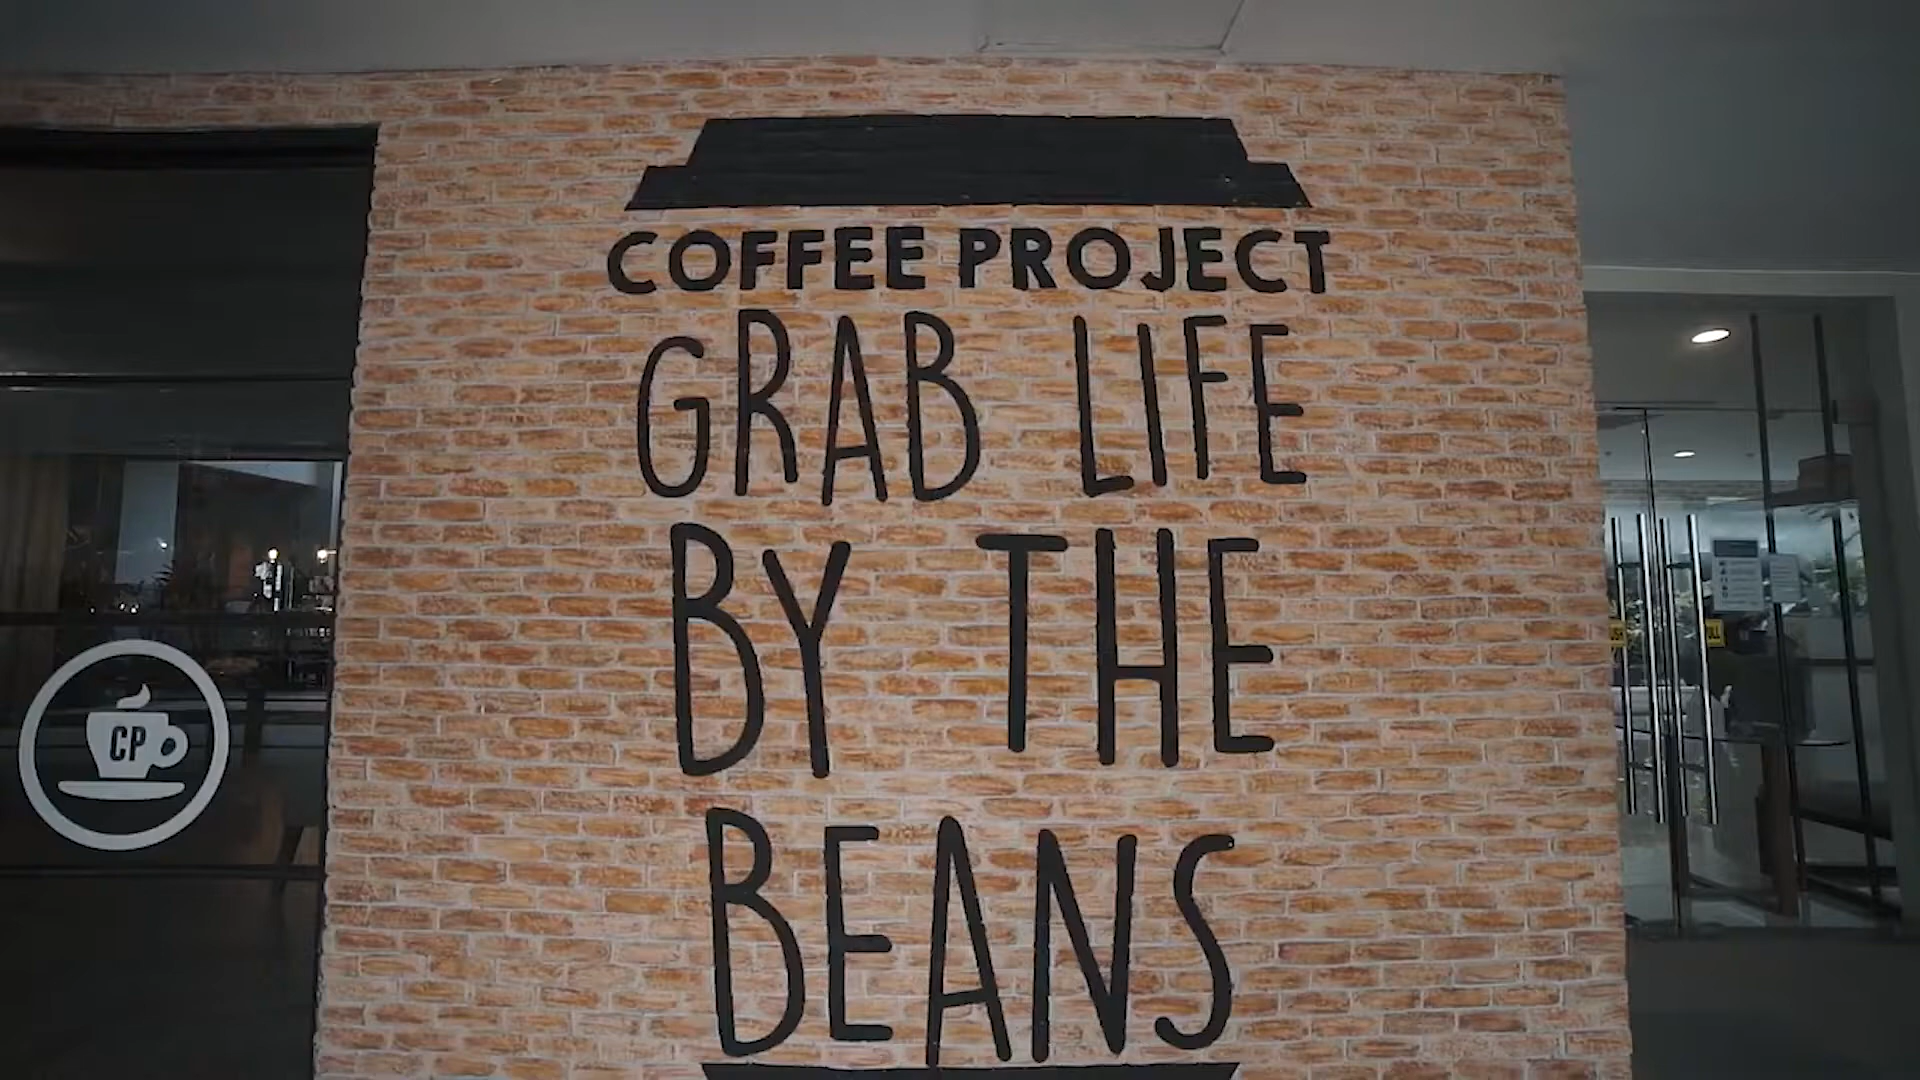 COFFEE PROJECT
GRAB LIFE
BY THE
BEANS
CP